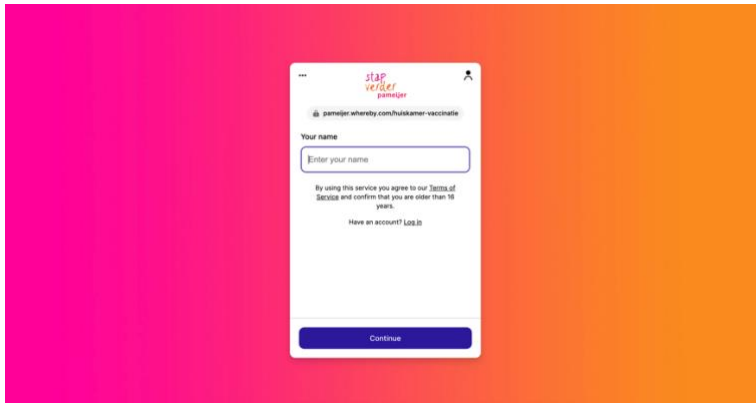 stap
verder
pameijer
pameijer.whereby.com/huiskamer-vaccinatie
Your name
Enter your name
By using this service you agree to our Terms of
Service and confirm that you are older than 16
years.
Have an account? Log in
Continue